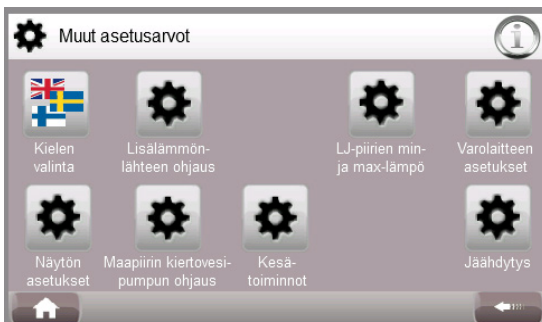 Muut asetusarvot
i
Kielen
valinta
Lisälämmön-
lähteen ohjaus
LJ-piirien min-
ja max-lämpö
Varolaitteen
asetukset
Näytön
asetukset
Maapiirin kiertovesi-
pumpun ohjaus
Kesä-
toiminnot
Jäähdytys